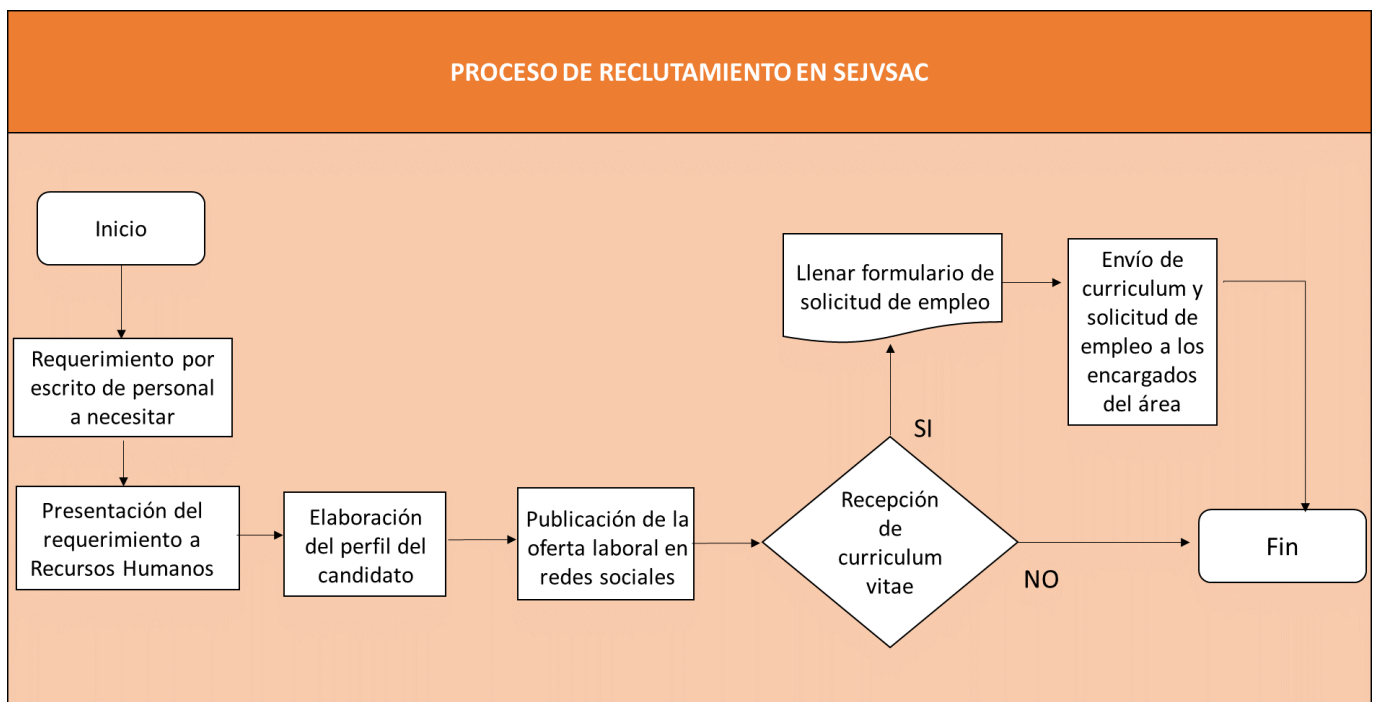 PROCESO DE RECLUTAMIENTO EN SEJVSAC
Inicio
Requerimiento por
escrito de personal
a necesitar
Presentación del
requerimiento a
Recursos Humanos
Elaboración
del perfil del
candidato
Publicación de la
oferta laboral en
redes sociales
Recepción
de
curriculum
vitae
SI
Llenar formulario de
solicitud de empleo
Envío de
curriculum y
solicitud de
empleo a los
encargados
del área
NO
Fin